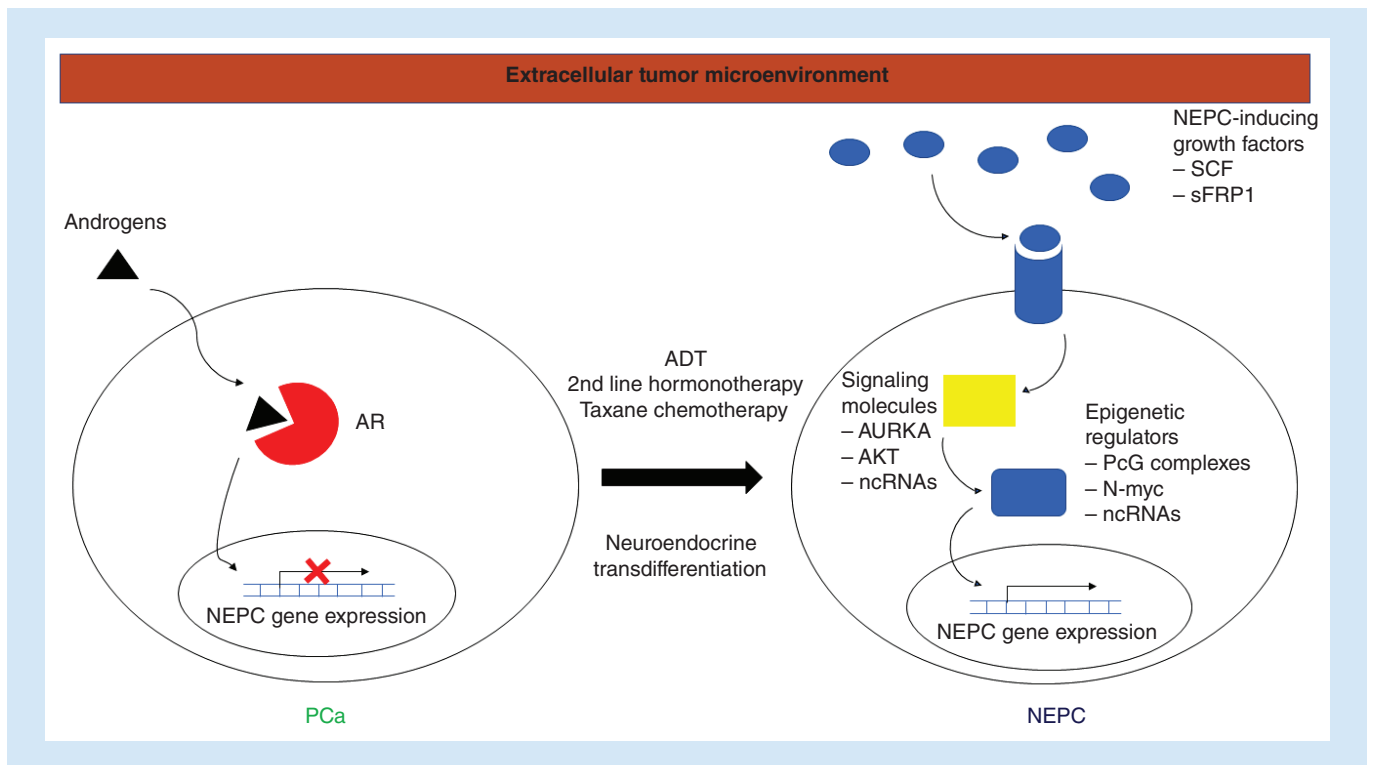 Extracellular tumor microenvironment
NEPC-inducing
growth factors
– SCF
– sFRP1
Androgens
AR
NEPC gene expression
PCa
ADT
2nd line hormonotherapy
Taxane chemotherapy
Neuroendocrine
transdifferentiation
Signaling
molecules
– AURKA
– AKT
– ncRNAs
Epigenetic
regulators
– PcG complexes
– N-myc
– ncRNAs
NEPC gene expression
NEPC